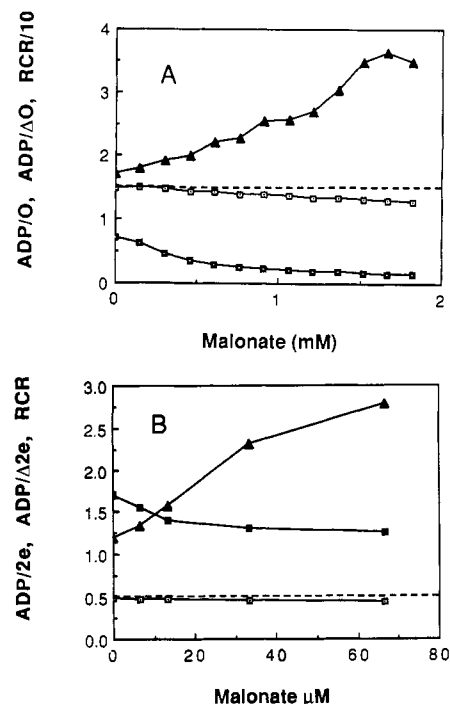 ADP/O, ADP/ΔO, RCR/10
A
4
3
2
1
0
0 1 2
Malonate (mM)
ADP/2e, ADP/Δ2e, RCR
B
3.0
2.5
2.0
1.5
1.0
0.5
0.0
0 20 40 60 80
Malonate μM